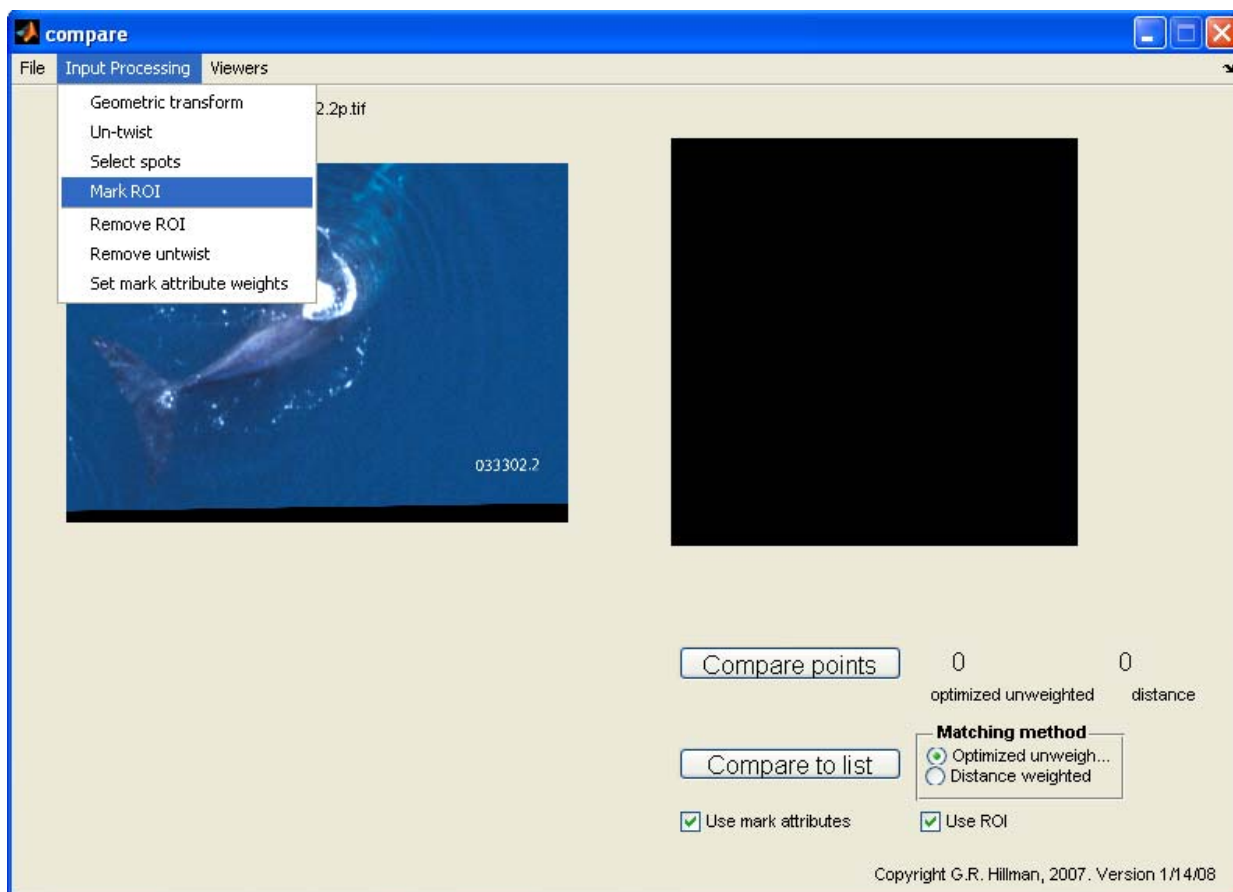 compare
File Input Processing Viewers
Geometric transform
2.2p.tif
Un-twist
Select spots
Mark ROI
Remove ROI
Remove untwist
Set mark attribute weights
033302.2
Compare points
0
0
optimized unweighted
distance
Matching method
Compare to list
Optimized unweigh...
Distance weighted
Use mark attributes
Use ROI
Copyright G.R. Hillman, 2007. Version 1/14/08